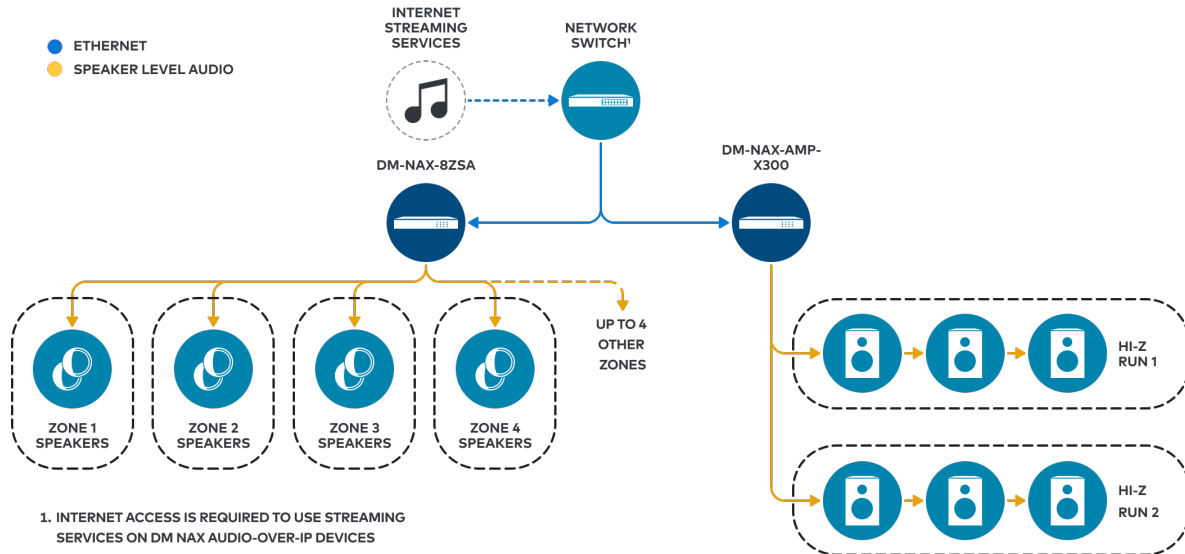 INTERNET
STREAMING
SERVICES
NETWORK
SWITCH¹
ETHERNET
SPEAKER LEVEL AUDIO
DM-NAX-8ZSA
DM-NAX-AMP-
X300
UP TO 4
OTHER
ZONES
ZONE 1
SPEAKERS
ZONE 2
SPEAKERS
ZONE 3
SPEAKERS
ZONE 4
SPEAKERS
HI-Z
RUN 1
HI-Z
RUN 2
1. INTERNET ACCESS IS REQUIRED TO USE STREAMING
SERVICES ON DM NAX AUDIO-OVER-IP DEVICES